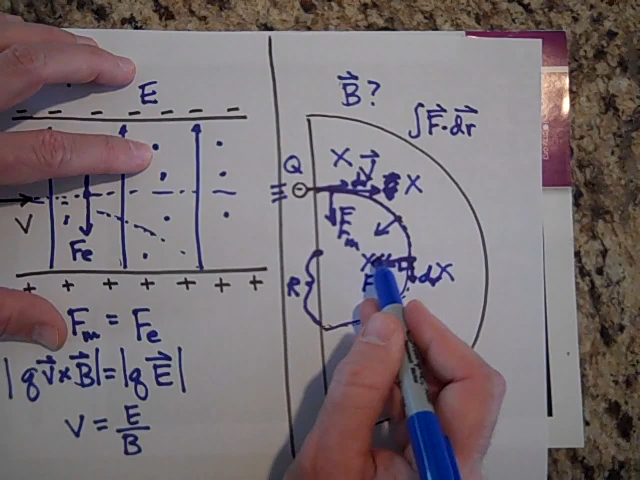 E
- - - - - - -
V
Fe
+ + + + + + +
Fm = Fe
|qv⃗×B⃗|=|qE⃗|
V = E/B
B⃗?
∫F⃗·dr⃗
Q
X V⃗ X
Fm
R
X F dr X